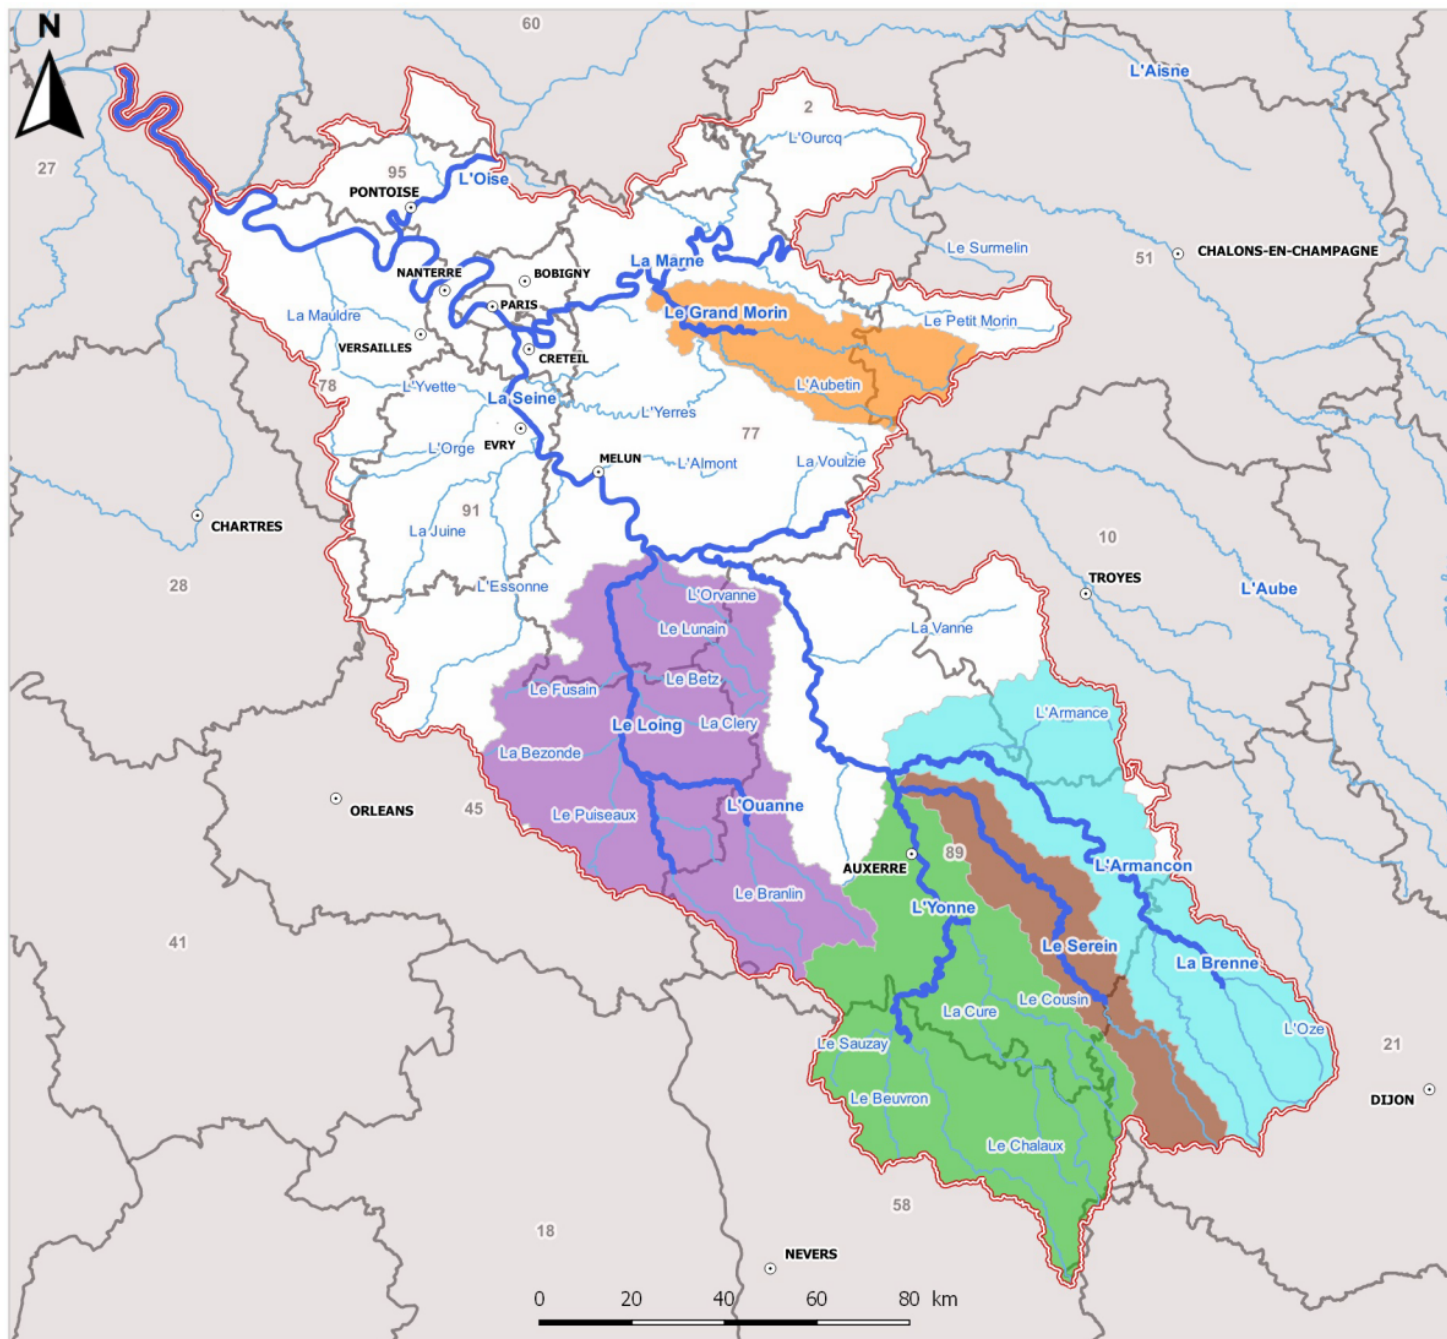 N
60
L'Aisne
2
L'Ourcq
27
95
L'Oise
PONTOISE
Le Surmelin
CHALONS-EN-CHAMPAGNE
51
La Marne
NANTERRE
BOBIGNY
PARIS
La Mauldre
Le Grand Morin
Le Petit Morin
VERSAILLES
CRETEIL
78
L'Yvette
L'Aubetin
La Seine
L'Yerres
77
EVRY
L'Orge
MELUN
L'Almont
La Voulzie
91
CHARTRES
La Juine
10
28
L'Essonne
TROYES
L'Aube
L'Orvanne
Le Lunain
La Vanne
Le Fusain
Le Betz
L'Armance
Le Loing
La Clery
La Bezonde
ORLEANS
45
L'Ouanne
Le Puiseaux
AUXERRE
89
L'Armancon
Le Branlin
L'Yonne
41
Le Serein
La Brenne
Le Cousin
La Cure
L'Oze
Le Sauzay
21
Le Beuvron
DIJON
Le Chalaux
58
18
NEVERS
0 20 40 60 80 km